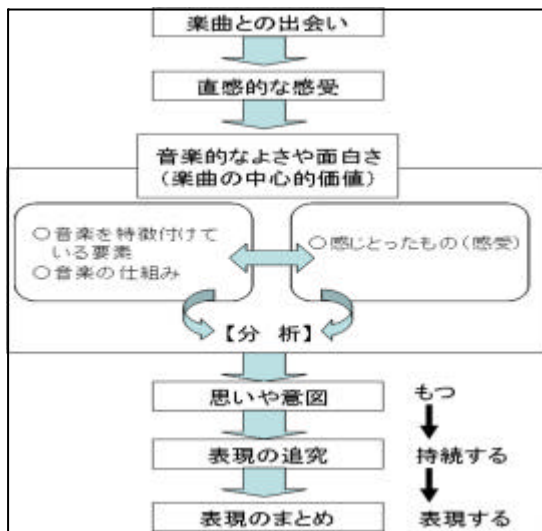 楽曲との出会い
直感的な感受
音楽的なよさや面白さ
(楽曲の中心的価値)
○音楽を特徴付けて
いる要素
○音楽の仕組み
○感じとったもの(感受)
【分 析】
思いや意図
もつ
表現の追究
持続する
表現のまとめ
表現する